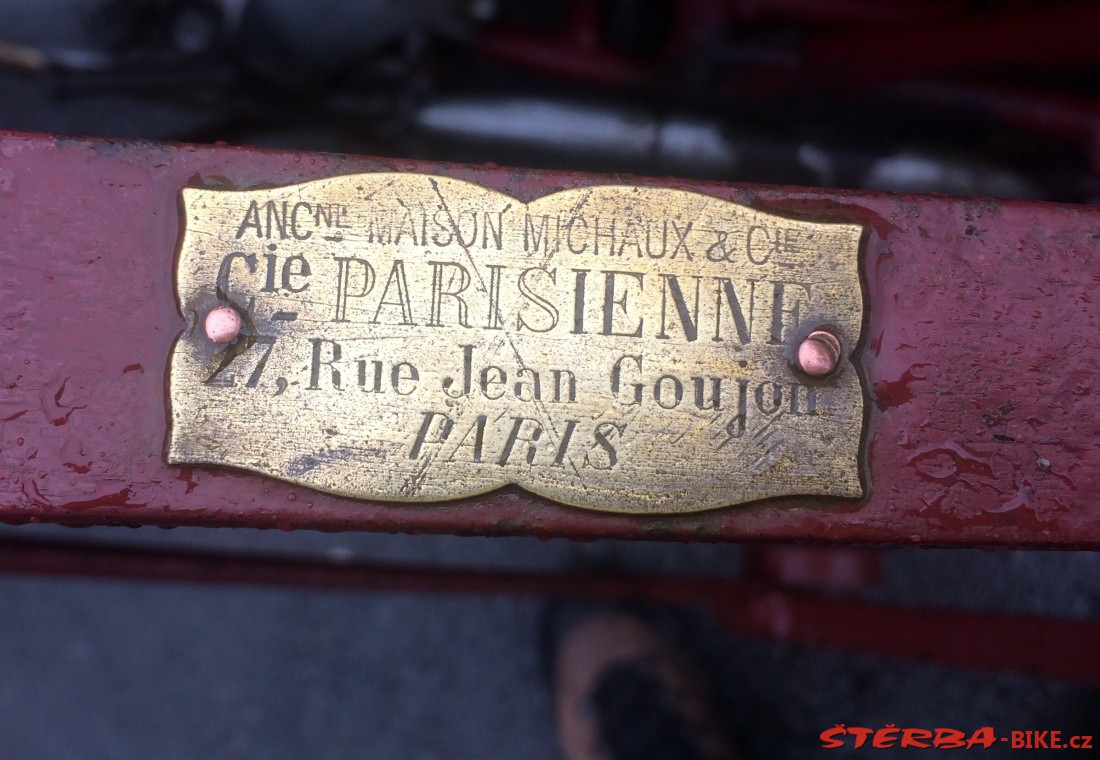 ANCNE MAISON MICHAUX & CIE
Cie PARISIENNE
27, Rue Jean Goujon
PARIS
ŠTĚRBA-BIKE.cz